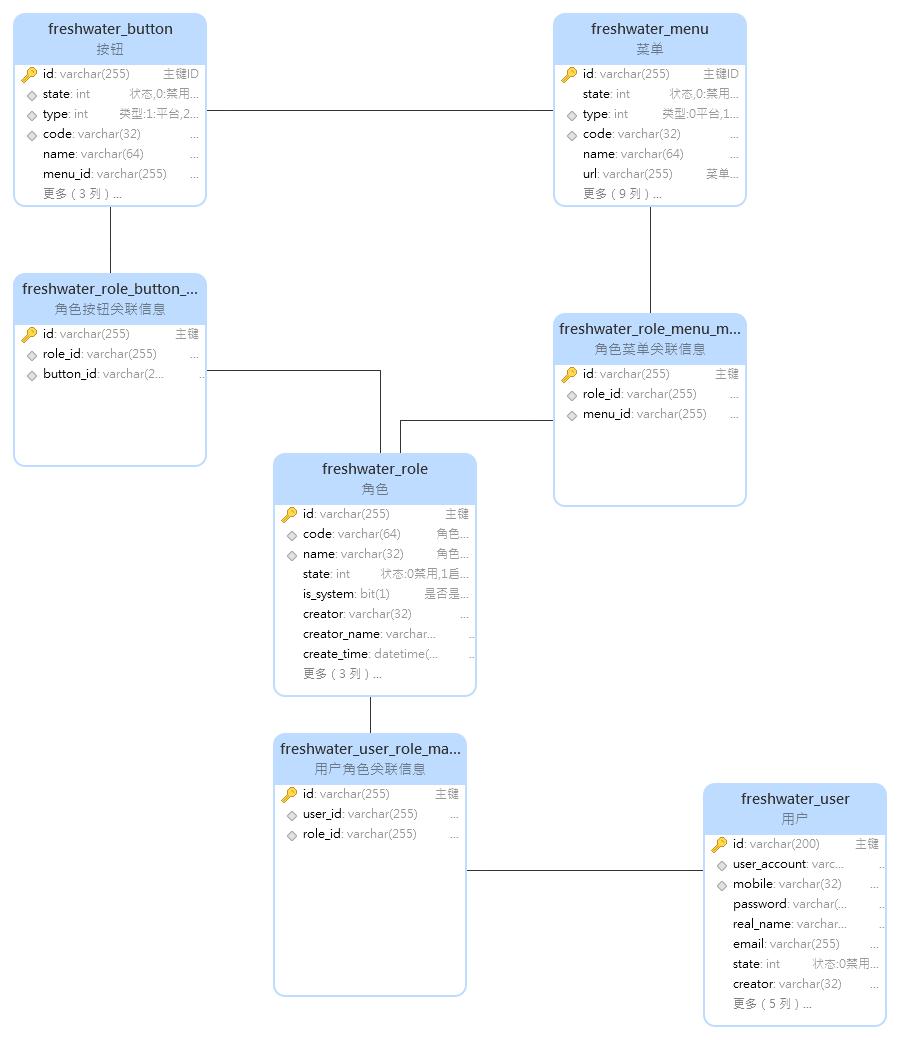 freshwater_button
按钮
id: varchar(255) 主键ID
state: int 状态,0:禁用...
type: int 类型:1:平台,2...
code: varchar(32) ...
name: varchar(64) ...
menu_id: varchar(255) ...
更多 ( 3 列 ) ...
freshwater_menu
菜单
id: varchar(255) 主键ID
state: int 状态,0:禁用...
type: int 类型:0平台,1...
code: varchar(32) ...
name: varchar(64) ...
url: varchar(255) 菜单...
更多 ( 9 列 ) ...
freshwater_role_button_...
角色按钮关联信息
id: varchar(255) 主键
role_id: varchar(255) ...
button_id: varchar(2... ..
freshwater_role_menu_m...
角色菜单关联信息
id: varchar(255) 主键
role_id: varchar(255) ...
menu_id: varchar(255) ...
freshwater_role
角色
id: varchar(255) 主键
code: varchar(64) 角色...
name: varchar(32) 角色...
state: int 状态:0禁用,1启...
is_system: bit(1) 是否是...
creator: varchar(32) ...
creator_name: varchar... ..
create_time: datetime(... ..
更多 ( 3 列 ) ...
freshwater_user_role_ma...
用户角色关联信息
id: varchar(255) 主键
user_id: varchar(255) ...
role_id: varchar(255) ...
freshwater_user
用户
id: varchar(200) 主键
user_account: varc... ..
mobile: varchar(32) ...
password: varchar(... ..
real_name: varchar... ..
email: varchar(255) ...
state: int 状态:0禁用...
creator: varchar(32) ...
更多 ( 5 列 ) ...